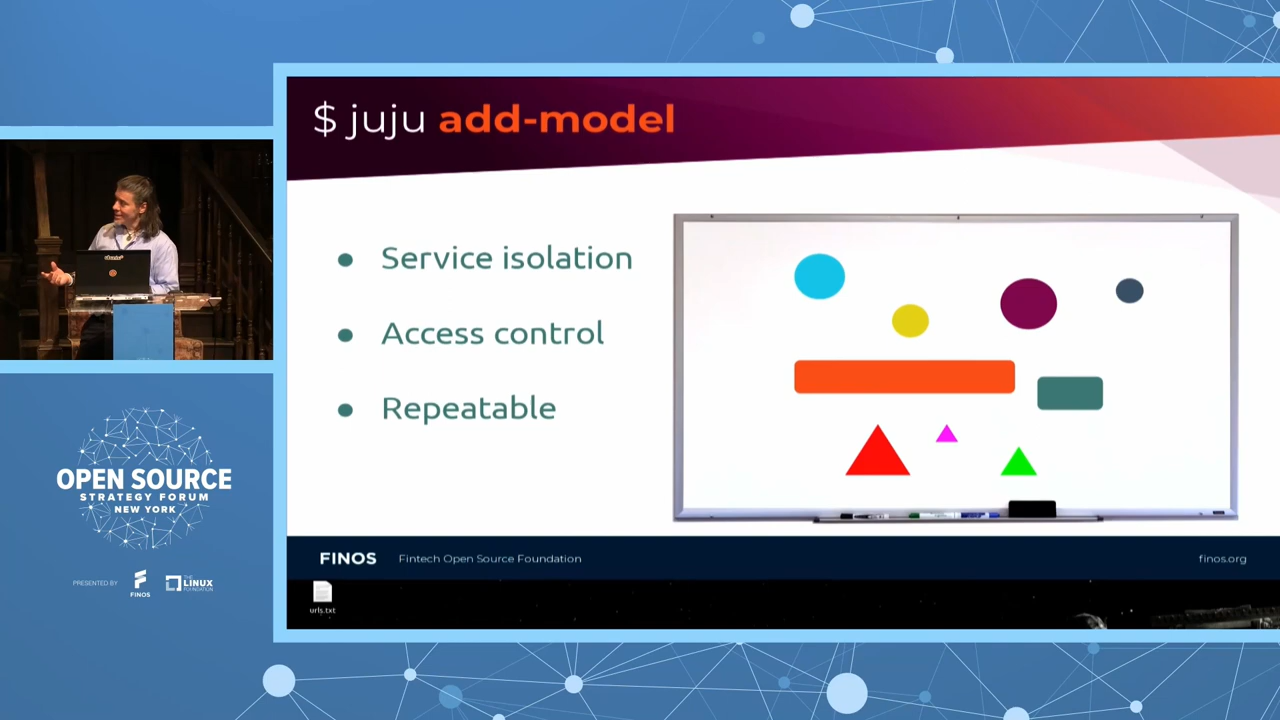 $ juju add-model
● Service isolation
● Access control
● Repeatable
ubuntu
OPEN SOURCE
STRATEGY FORUM
NEW YORK
PRESENTED BY
FINOS
THE
LINUX
FOUNDATION
FINOS Fintech Open Source Foundation finos.org
urls.txt